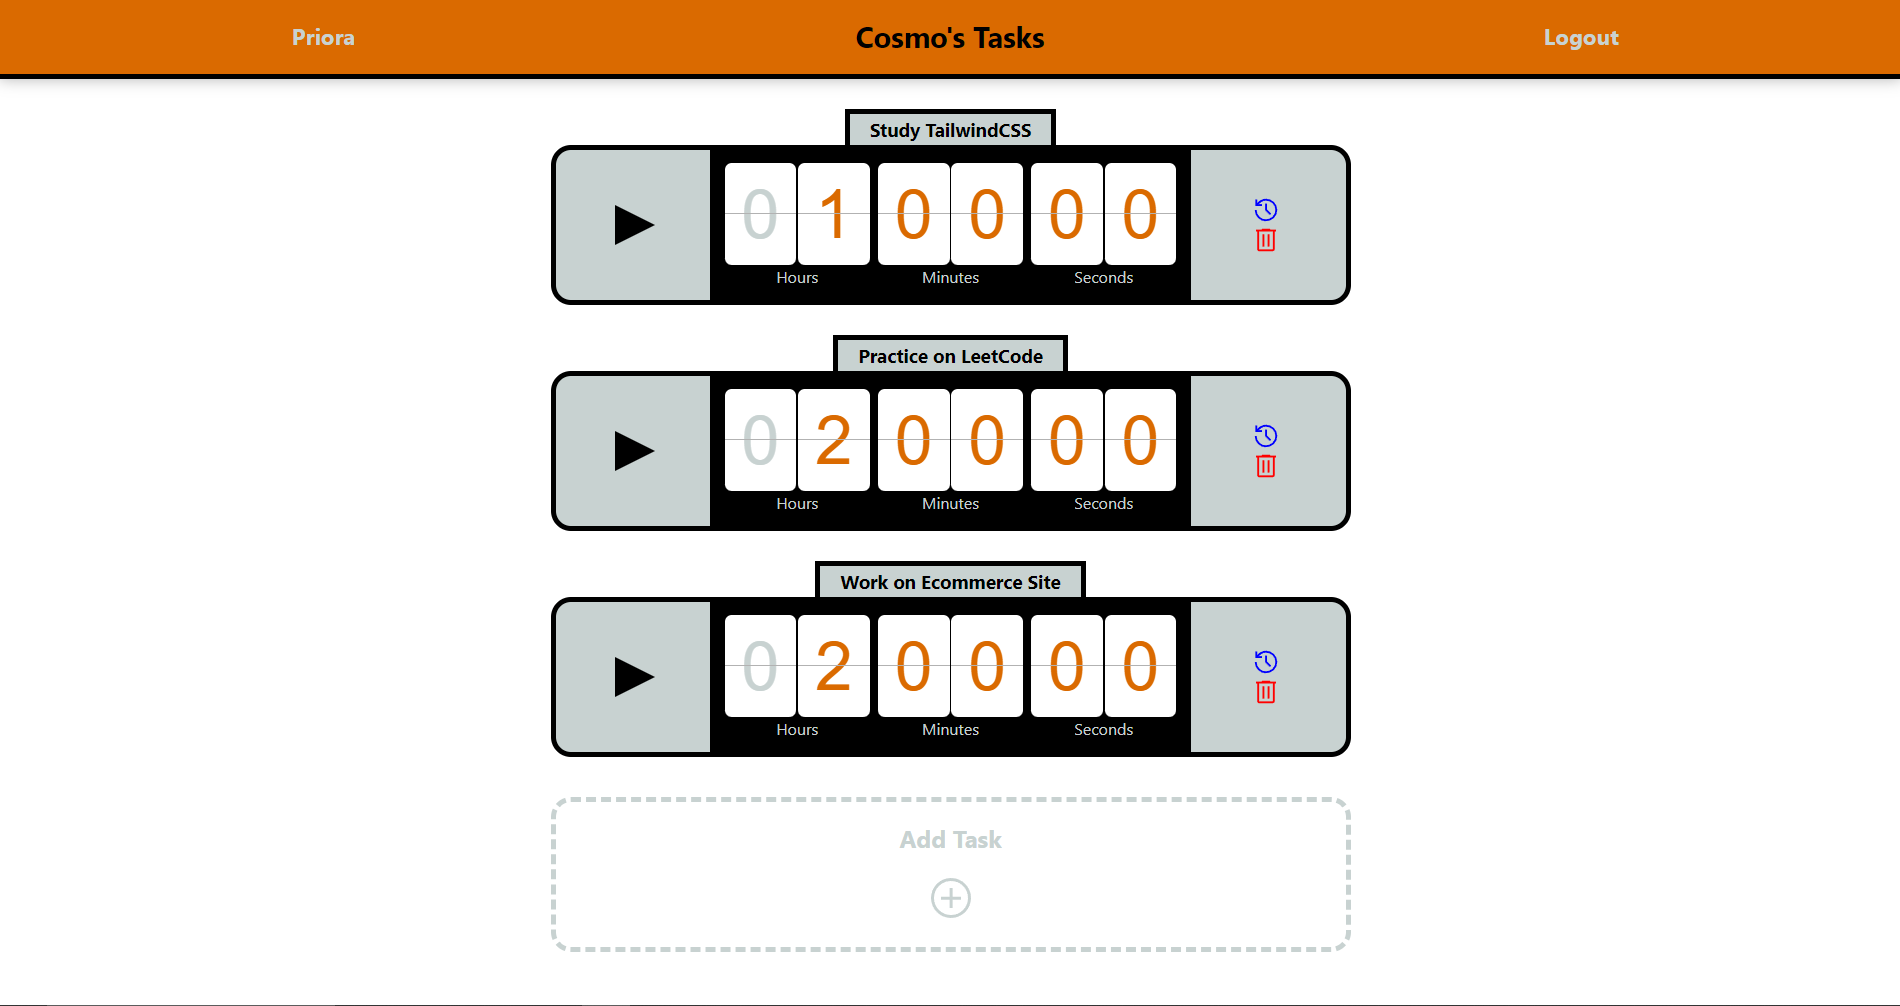 Priora Cosmo's Tasks Logout
Study TailwindCSS
0 1 0 0 0 0
Hours Minutes Seconds
Practice on LeetCode
0 2 0 0 0 0
Hours Minutes Seconds
Work on Ecommerce Site
0 2 0 0 0 0
Hours Minutes Seconds
Add Task